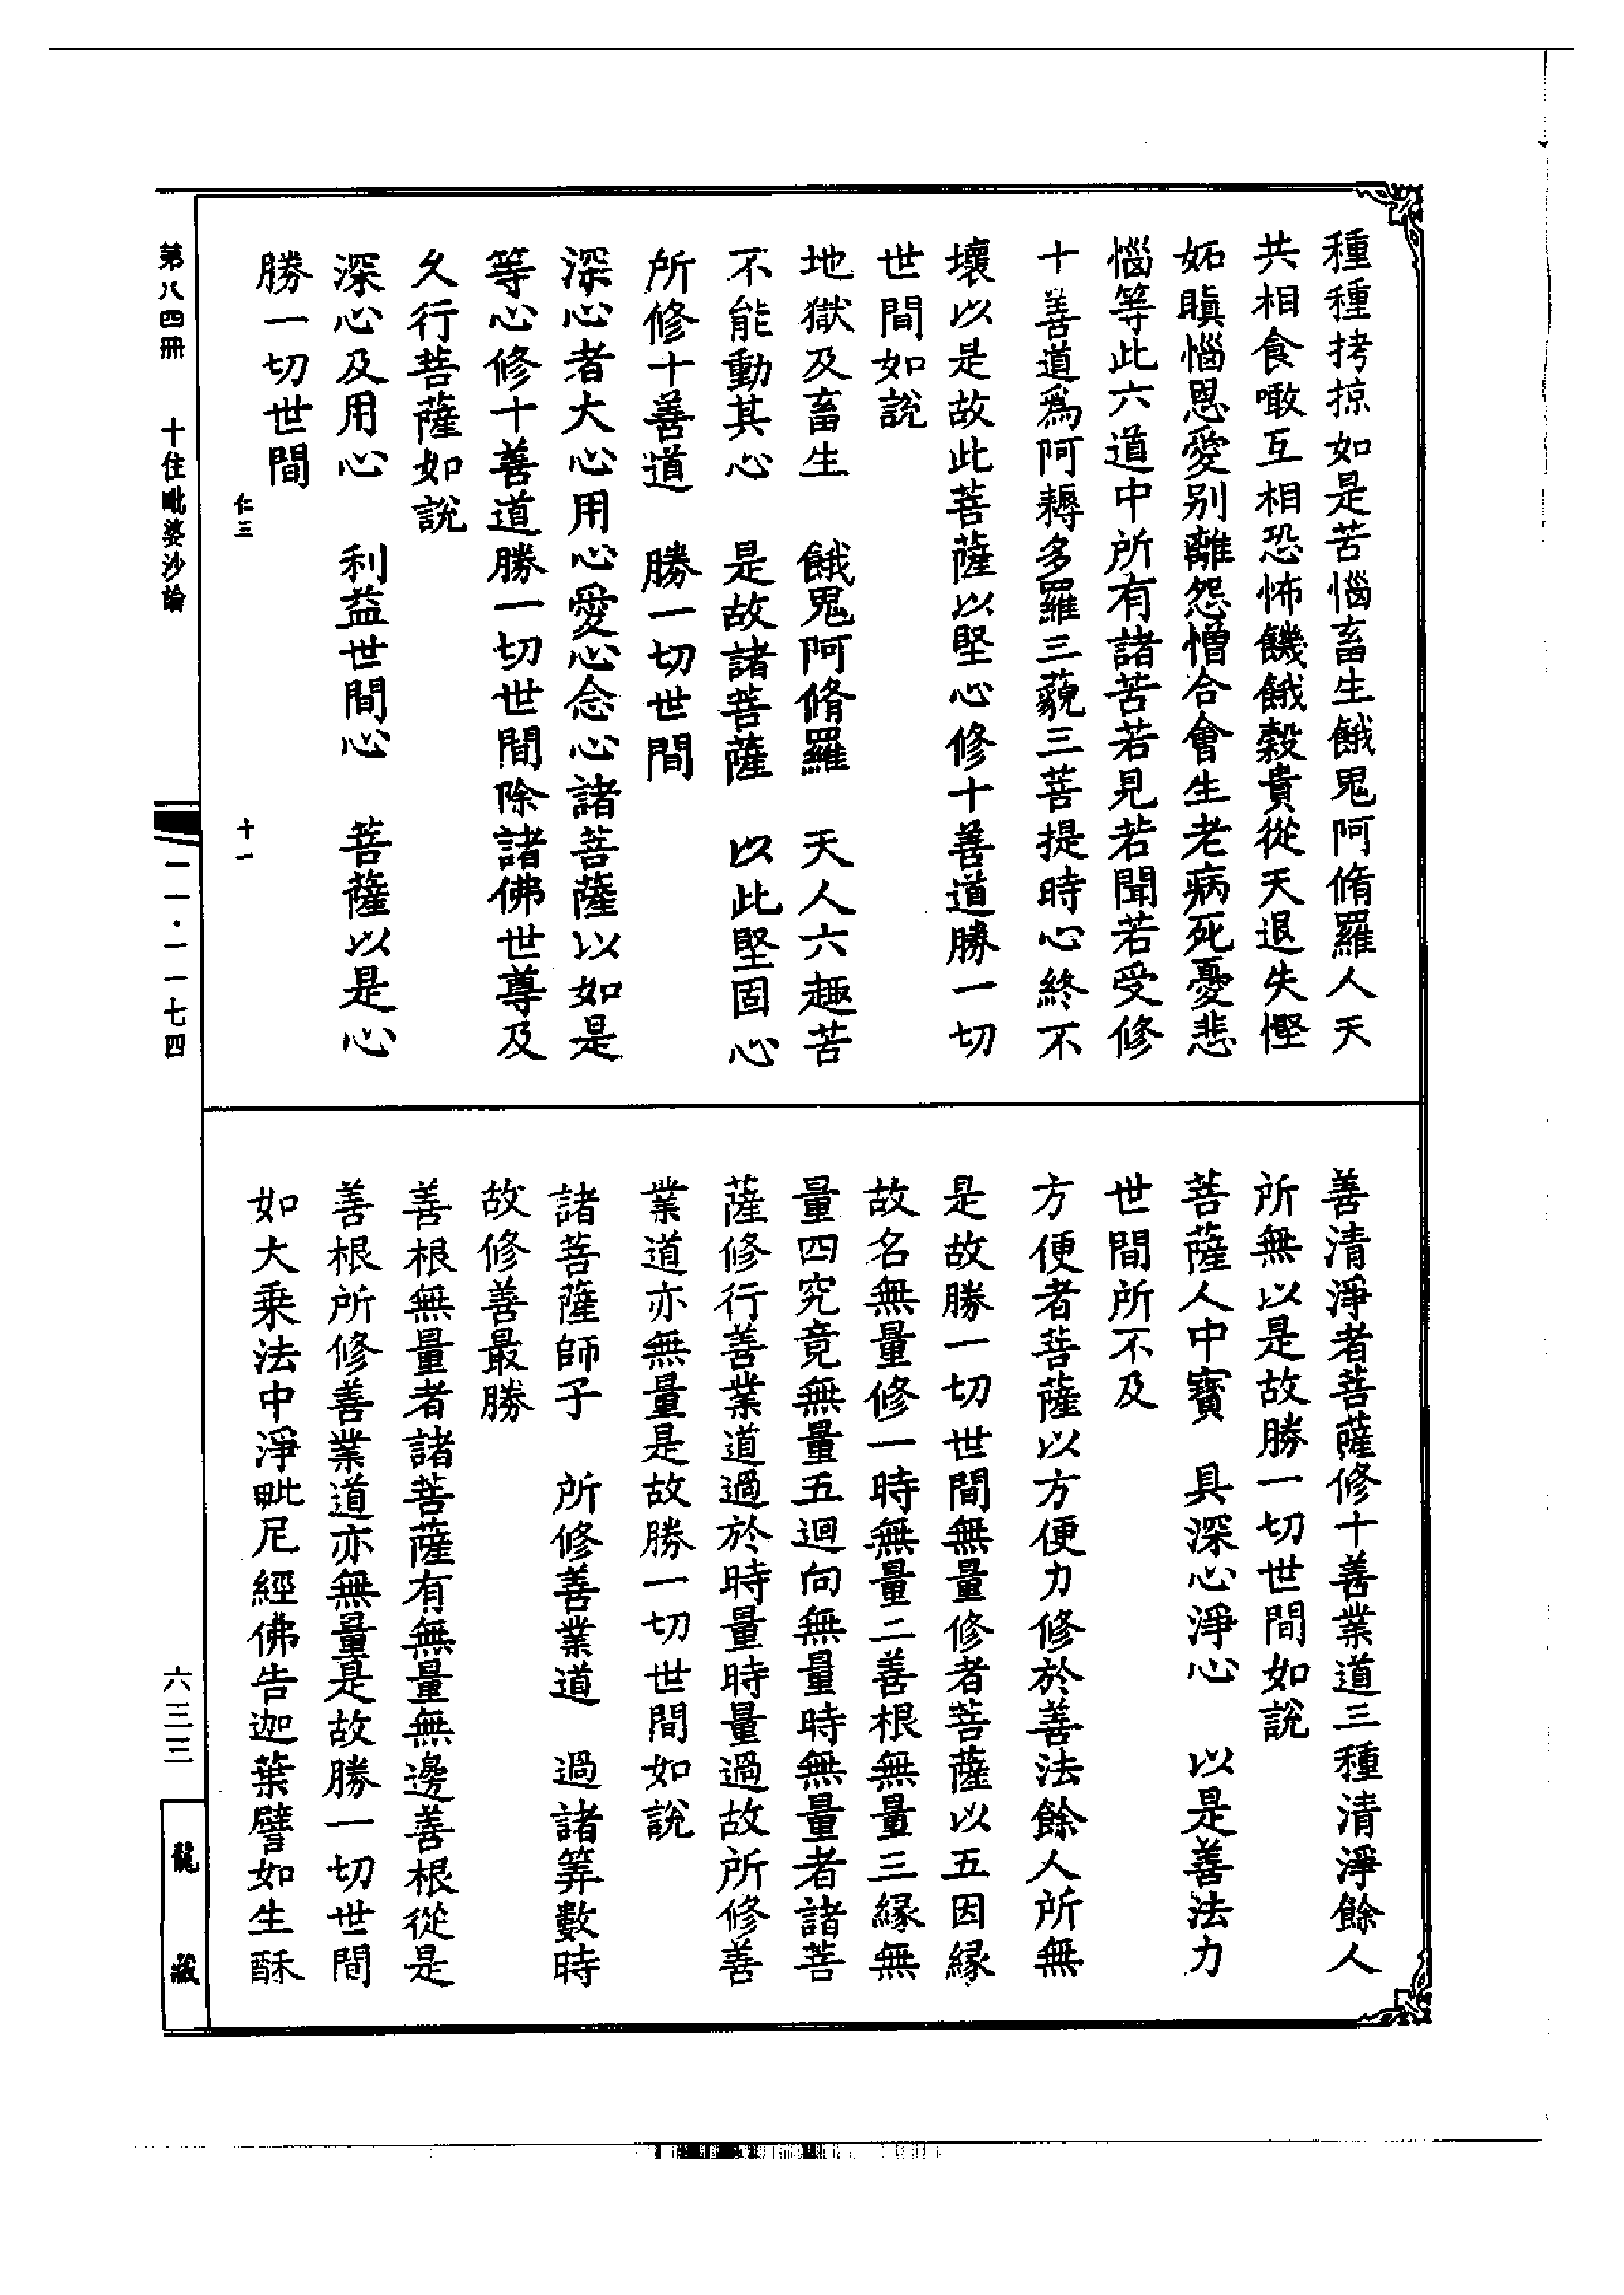 種種拷掠如是苦惱畜生餓鬼阿脩羅人天
共相食噉互相恐怖饑餓穀貴從天退失慳
妬瞋惱恩愛别離怨憎合會生老病死憂悲
惱等此六道中所有諸苦若見若聞若受修
十善道爲阿耨多羅三藐三菩提時心終不
壞以是故此菩薩以堅心修十善道勝一切
世間如說
地獄及畜生　餓鬼阿脩羅　天人六趣苦
不能動其心　是故諸菩薩　以此堅固心
所修十善道　勝一切世間
深心者大心用心愛心念心諸菩薩以如是
等心修十善道勝一切世間除諸佛世尊及
久行菩薩如說
深心及用心　利益世間心　菩薩以是心
勝一切世間
仁三　十一
善清淨者菩薩修十善業道三種清淨餘人
所無以是故勝一切世間如說
菩薩人中寶　具深心淨心　以是善法力
世間所不及
方便者菩薩以方便力修於善法餘人所無
是故勝一切世間無量修者菩薩以五因緣
故名無量修一時無量二善根無量三緣無
量四究竟無量五迴向無量時無量者諸菩
薩修行善業道過於時量時量過故所修善
業道亦無量是故勝一切世間如說
諸菩薩師子　所修善業道　過諸筭數時
故修善最勝
善根無量者諸菩薩有無量無邊善根從是
善根所修善業道亦無量是故勝一切世間
如大乗法中淨毗尼經佛告迦葉譬如生酥
第八四冊　十住毗婆沙論　一一·一一七四　六三三　龍藏